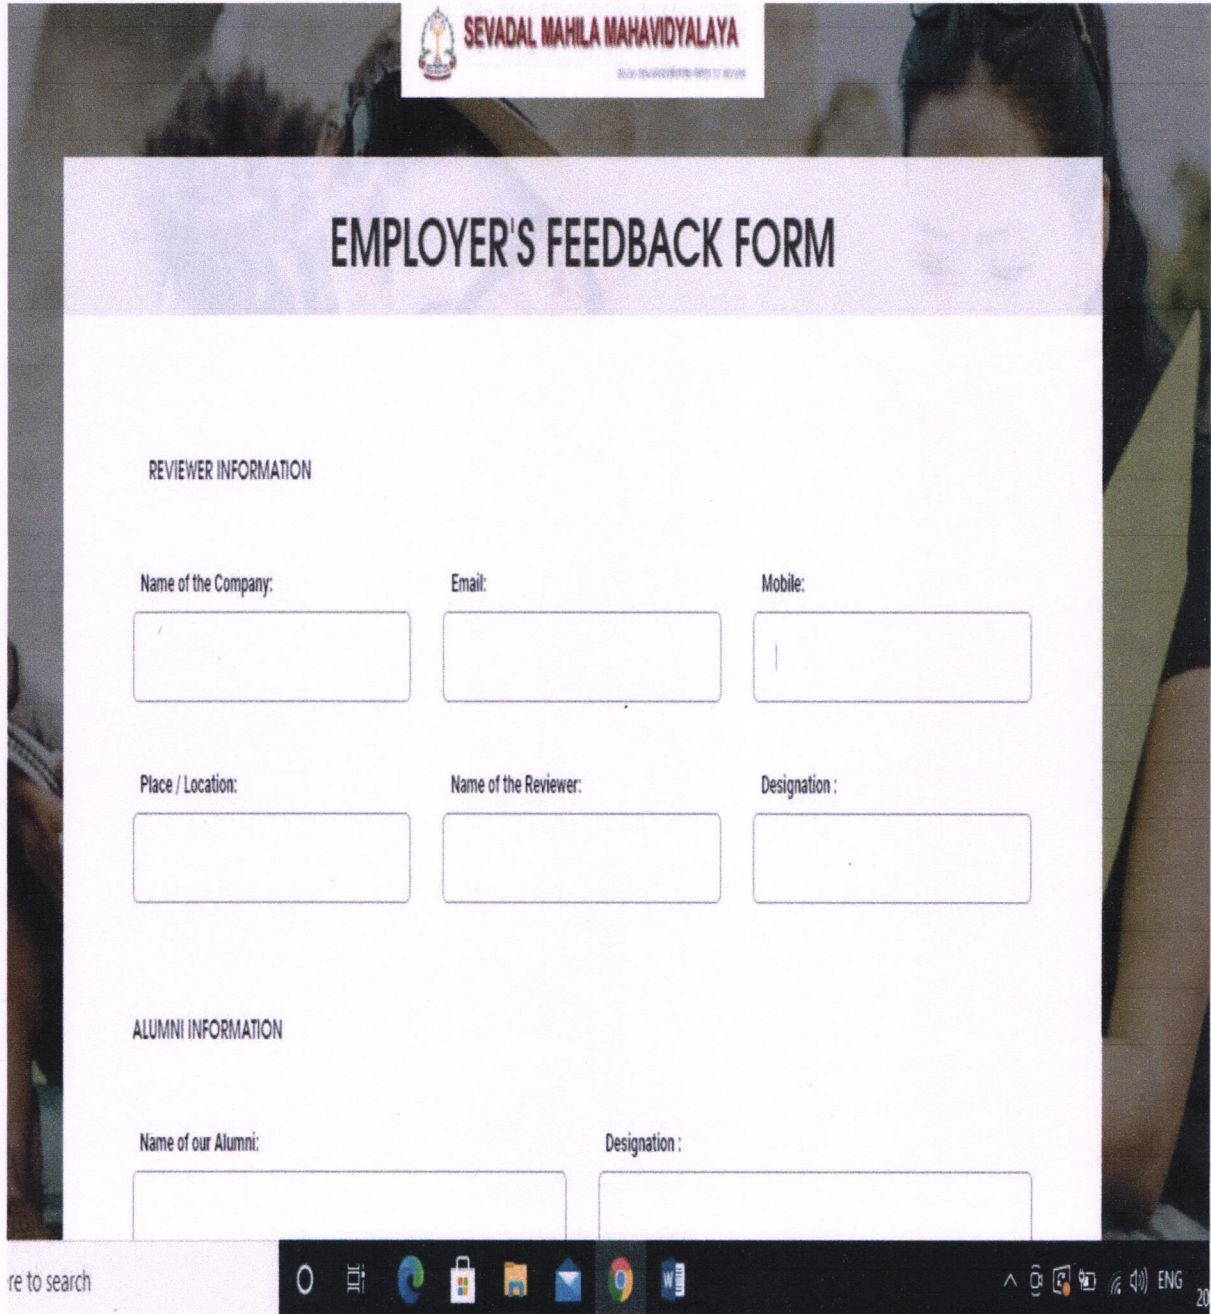 SEVADAL MAHILA MAHAVIDYALAYA
EMPLOYER'S FEEDBACK FORM
REVIEWER INFORMATION
Name of the Company: Email: Mobile:
Place / Location: Name of the Reviewer: Designation :
ALUMNI INFORMATION
Name of our Alumni: Designation :
re to search
ENG
20